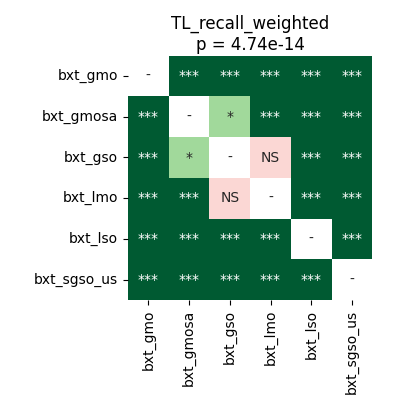 TL_recall_weighted
p = 4.74e-14
bxt_gmo - *** *** *** *** ***
bxt_gmosa *** - * *** *** ***
bxt_gso *** * - NS *** ***
bxt_lmo *** *** NS - *** ***
bxt_lso *** *** *** *** - ***
bxt_sgso_us *** *** *** *** *** -
bxt_gmo
bxt_gmosa
bxt_gso
bxt_lmo
bxt_lso
bxt_sgso_us